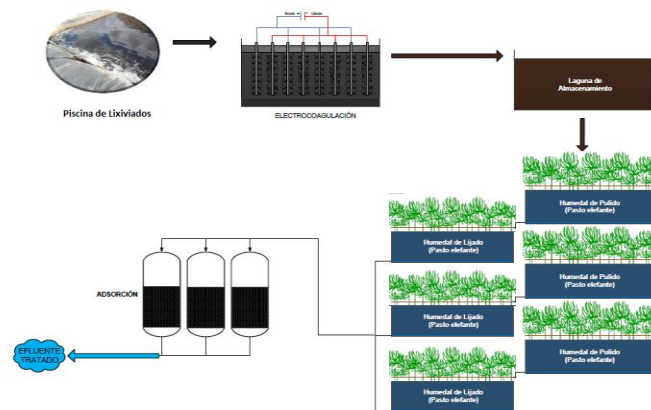 Ánodo
Cátodo
Piscina de Lixiviados
ELECTROCOAGULACIÓN
Laguna de
Almacenamiento
Humedal de Pulido
(Pasto elefante)
Humedal de Lijado
(Pasto elefante)
Humedal de Pulido
(Pasto elefante)
Humedal de Lijado
(Pasto elefante)
Humedal de Pulido
(Pasto elefante)
Humedal de Lijado
(Pasto elefante)
ADSORCIÓN
EFLUENTE
TRATADO